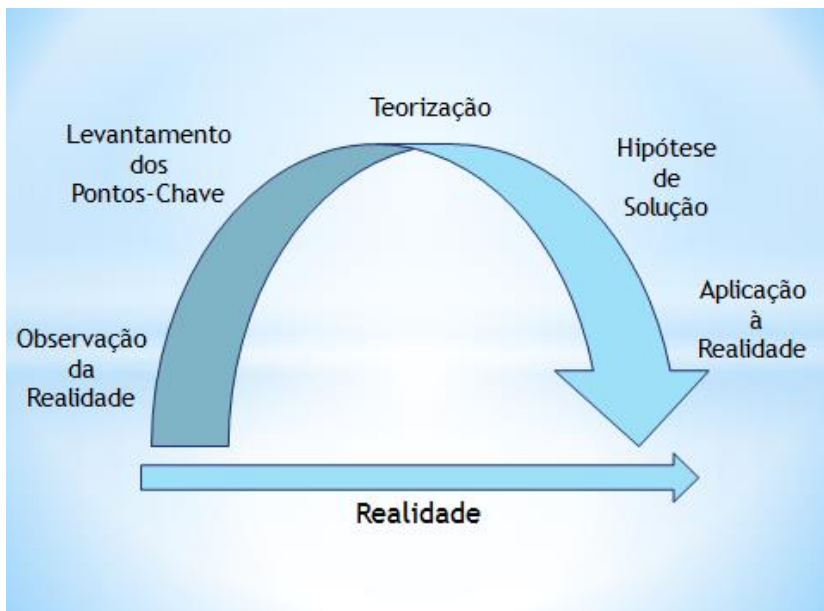 Teorização
Levantamento
dos
Pontos-Chave
Hipótese
de
Solução
Aplicação
à
Realidade
Observação
da
Realidade
Realidade